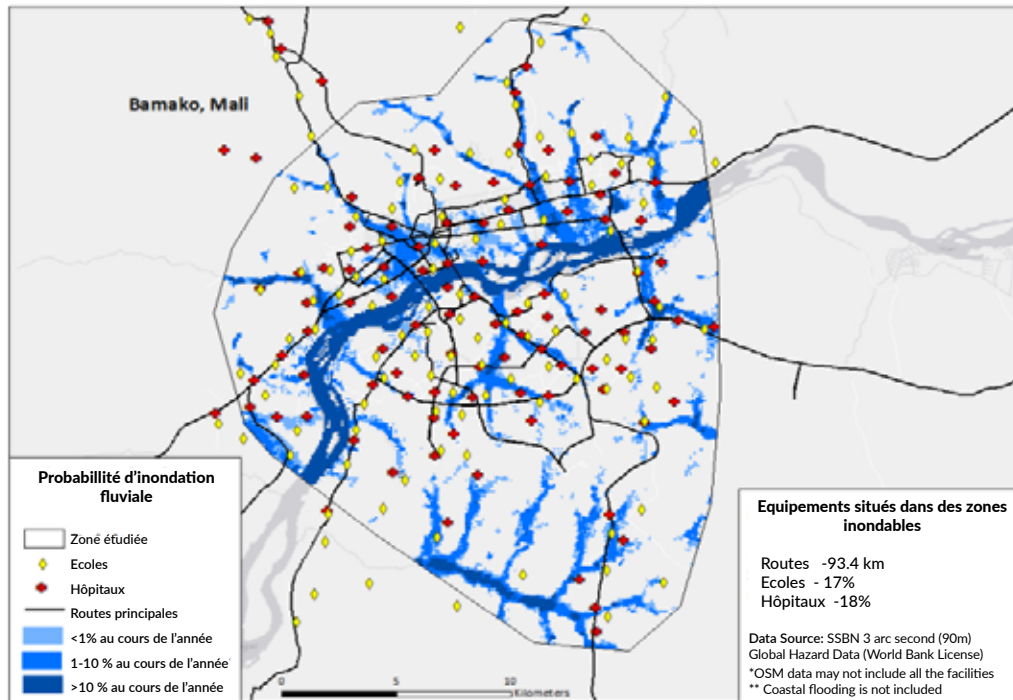 Bamako, Mali
Probabillité d'inondation
fluviale
Zone étudiée
Ecoles
Hôpitaux
Routes principales
<1% au cours de l'année
1-10 % au cours de l'année
>10 % au cours de l'année
0 5 10
Kilometers
Equipements situés dans des zones
inondables
Routes -93.4 km
Ecoles - 17%
Hôpitaux -18%
Data Source: SSBN 3 arc second (90m)
Global Hazard Data (World Bank License)
*OSM data may not include all the facilities
** Coastal flooding is not included